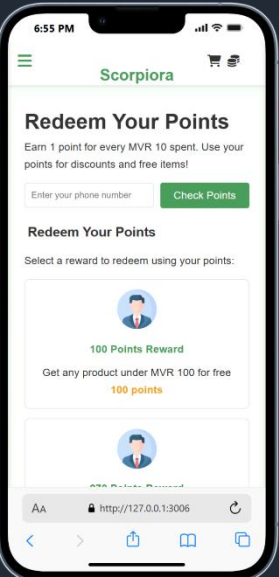 6:55 PM
Scorpiora
Redeem Your Points
Earn 1 point for every MVR 10 spent. Use your
points for discounts and free items!
Enter your phone number
Check Points
Redeem Your Points
Select a reward to redeem using your points:
100 Points Reward
Get any product under MVR 100 for free
100 points
Points Reward
AA
http://127.0.0.1:3006